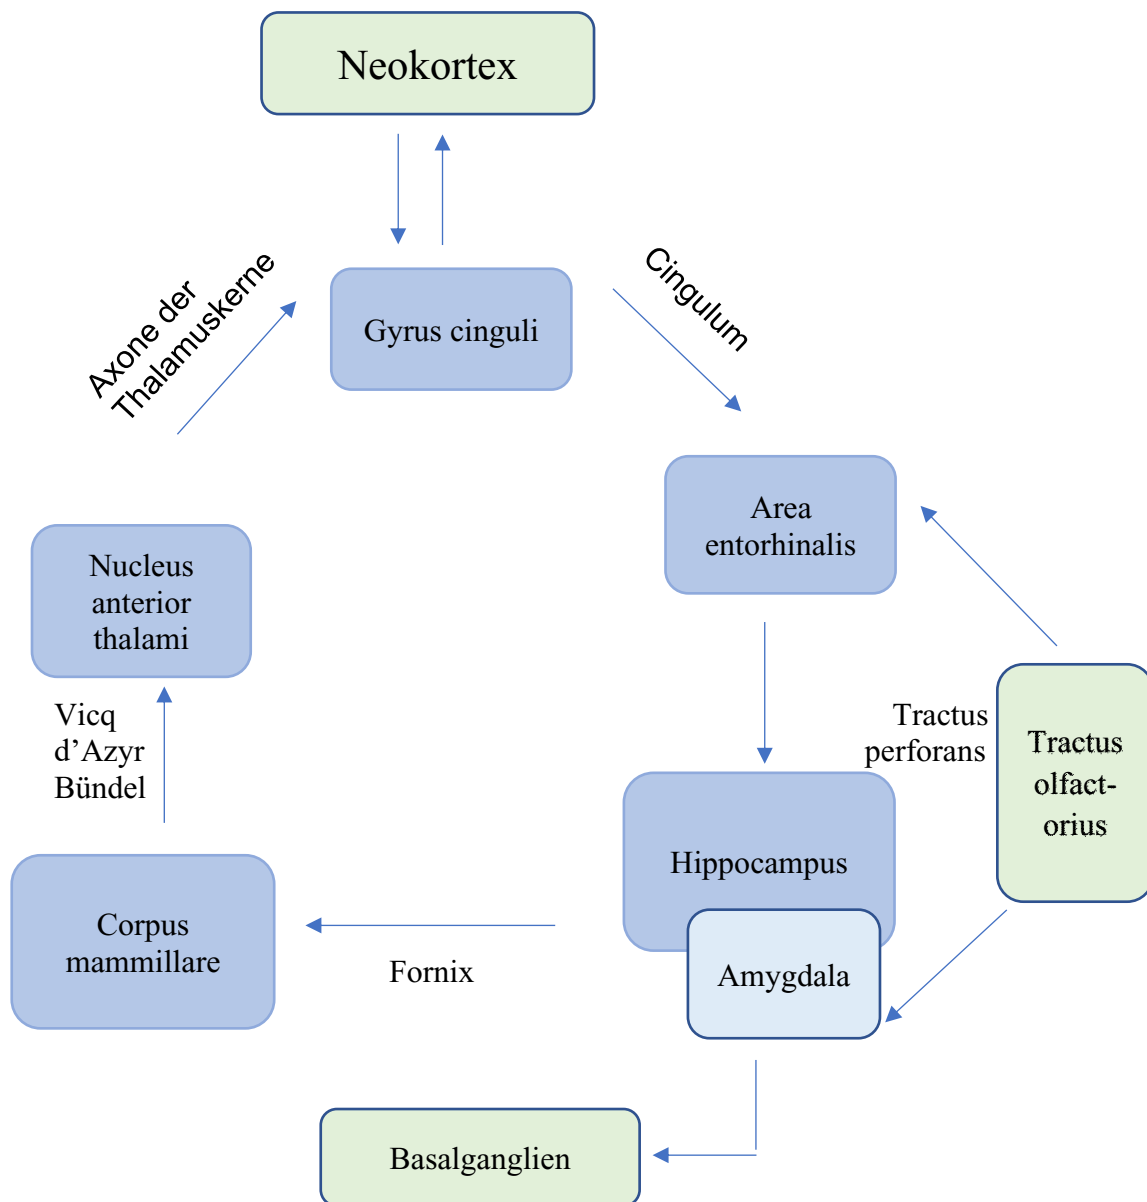 Neokortex
Axone der
Thalamuskerne
Cingulum
Gyrus cinguli
Area
entorhinalis
Nucleus
anterior
thalami
Vicq
d’Azyr
Bündel
Tractus
perforans
Tractus
olfact-
orius
Hippocampus
Corpus
mammillare
Fornix
Amygdala
Basalganglien